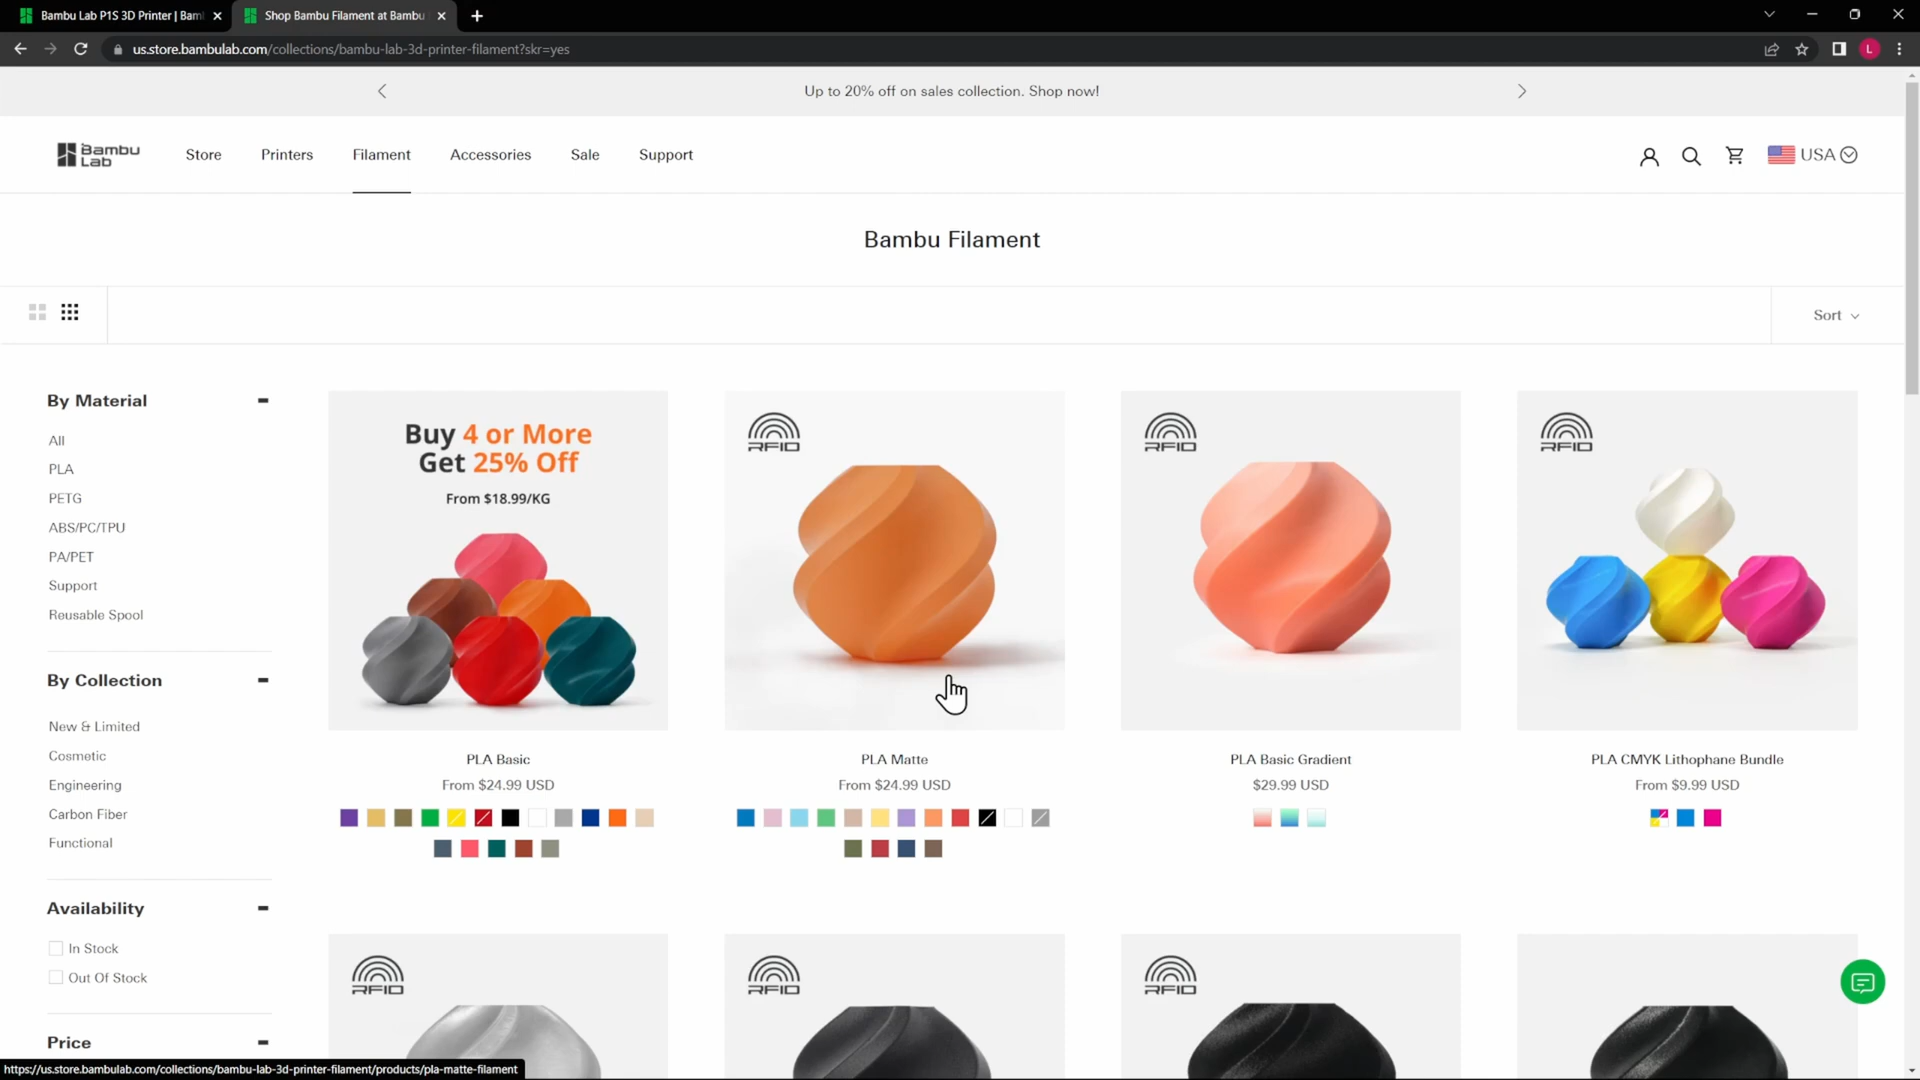 Bambu Lab P1S 3D Printer | Bam
Shop Bambu Filament at Bambu
us.store.bambulab.com/collections/bambu-lab-3d-printer-filament?skr=yes
L
Up to 20% off on sales collection. Shop now!
Bambu
Lab
Store
Printers
Filament
Accessories
Sale
Support
USA
Bambu Filament
Sort
By Material
All
PLA
PETG
ABS/PC/TPU
PA/PET
Support
Reusable Spool
By Collection
New & Limited
Cosmetic
Engineering
Carbon Fiber
Functional
Availability
In Stock
Out Of Stock
Price
Buy 4 or More
Get 25% Off
From $18.99/KG
PLA Basic
From $24.99 USD
RFID
PLA Matte
From $24.99 USD
RFID
PLA Basic Gradient
$29.99 USD
RFID
PLA CMYK Lithophane Bundle
From $9.99 USD
RFID
RFID
RFID
https://us.store.bambulab.com/collections/bambu-lab-3d-printer-filament/products/pla-matte-filament